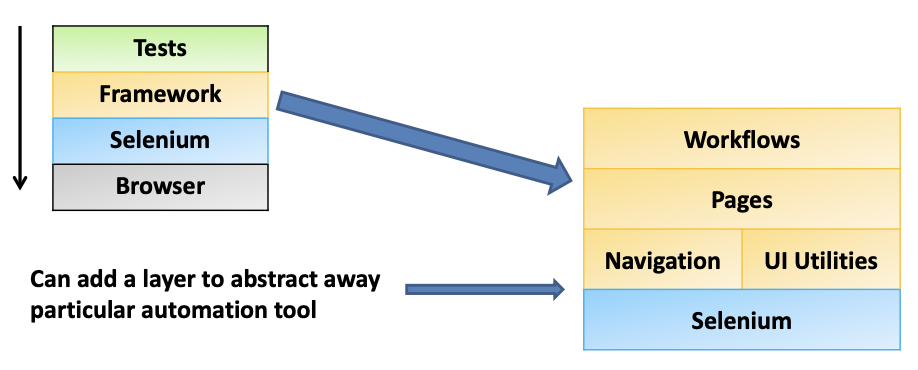 Tests
Framework
Selenium
Browser
Can add a layer to abstract away
particular automation tool
Workflows
Pages
Navigation
UI Utilities
Selenium